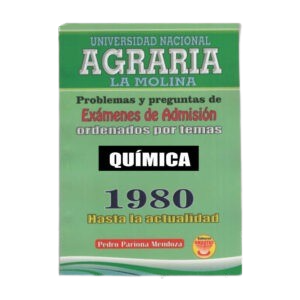 UNIVERSIDAD NACIONAL
AGRARIA
LA MOLINA
Problemas y preguntas de
Exámenes de Admisión
ordenados por temas
QUÍMICA
1980
Hasta la actualidad
Pedro Pariona Mendoza